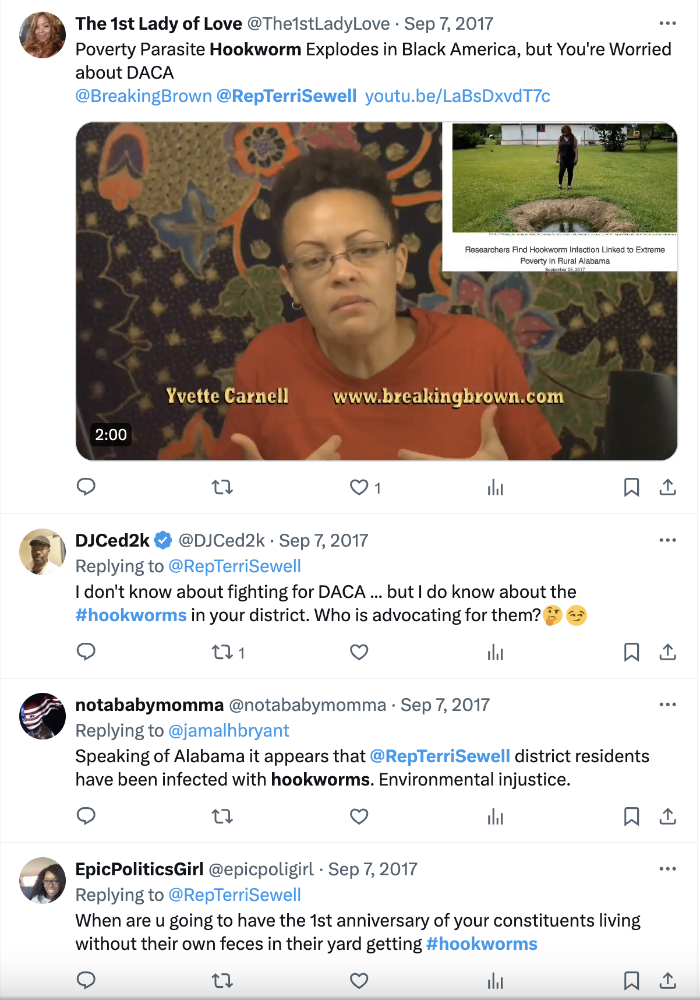 The 1st Lady of Love @The1stLadyLove · Sep 7, 2017
Poverty Parasite Hookworm Explodes in Black America, but You're Worried
about DACA
@BreakingBrown @RepTerriSewell youtu.be/LaBsDxvdT7c
Researchers Find Hookworm Infection Linked to Extreme
Poverty in Rural Alabama
September 05, 2017
Yvette Carnell www.breakingbrown.com
2:00
1
DJCed2k @DJCed2k · Sep 7, 2017
Replying to @RepTerriSewell
I don't know about fighting for DACA ... but I do know about the
#hookworms in your district. Who is advocating for them?🤔😏
1
notababymomma @notababymomma · Sep 7, 2017
Replying to @jamalhbryant
Speaking of Alabama it appears that @RepTerriSewell district residents
have been infected with hookworms. Environmental injustice.
EpicPoliticsGirl @epicpoligirl · Sep 7, 2017
Replying to @RepTerriSewell
When are u going to have the 1st anniversary of your constituents living
without their own feces in their yard getting #hookworms